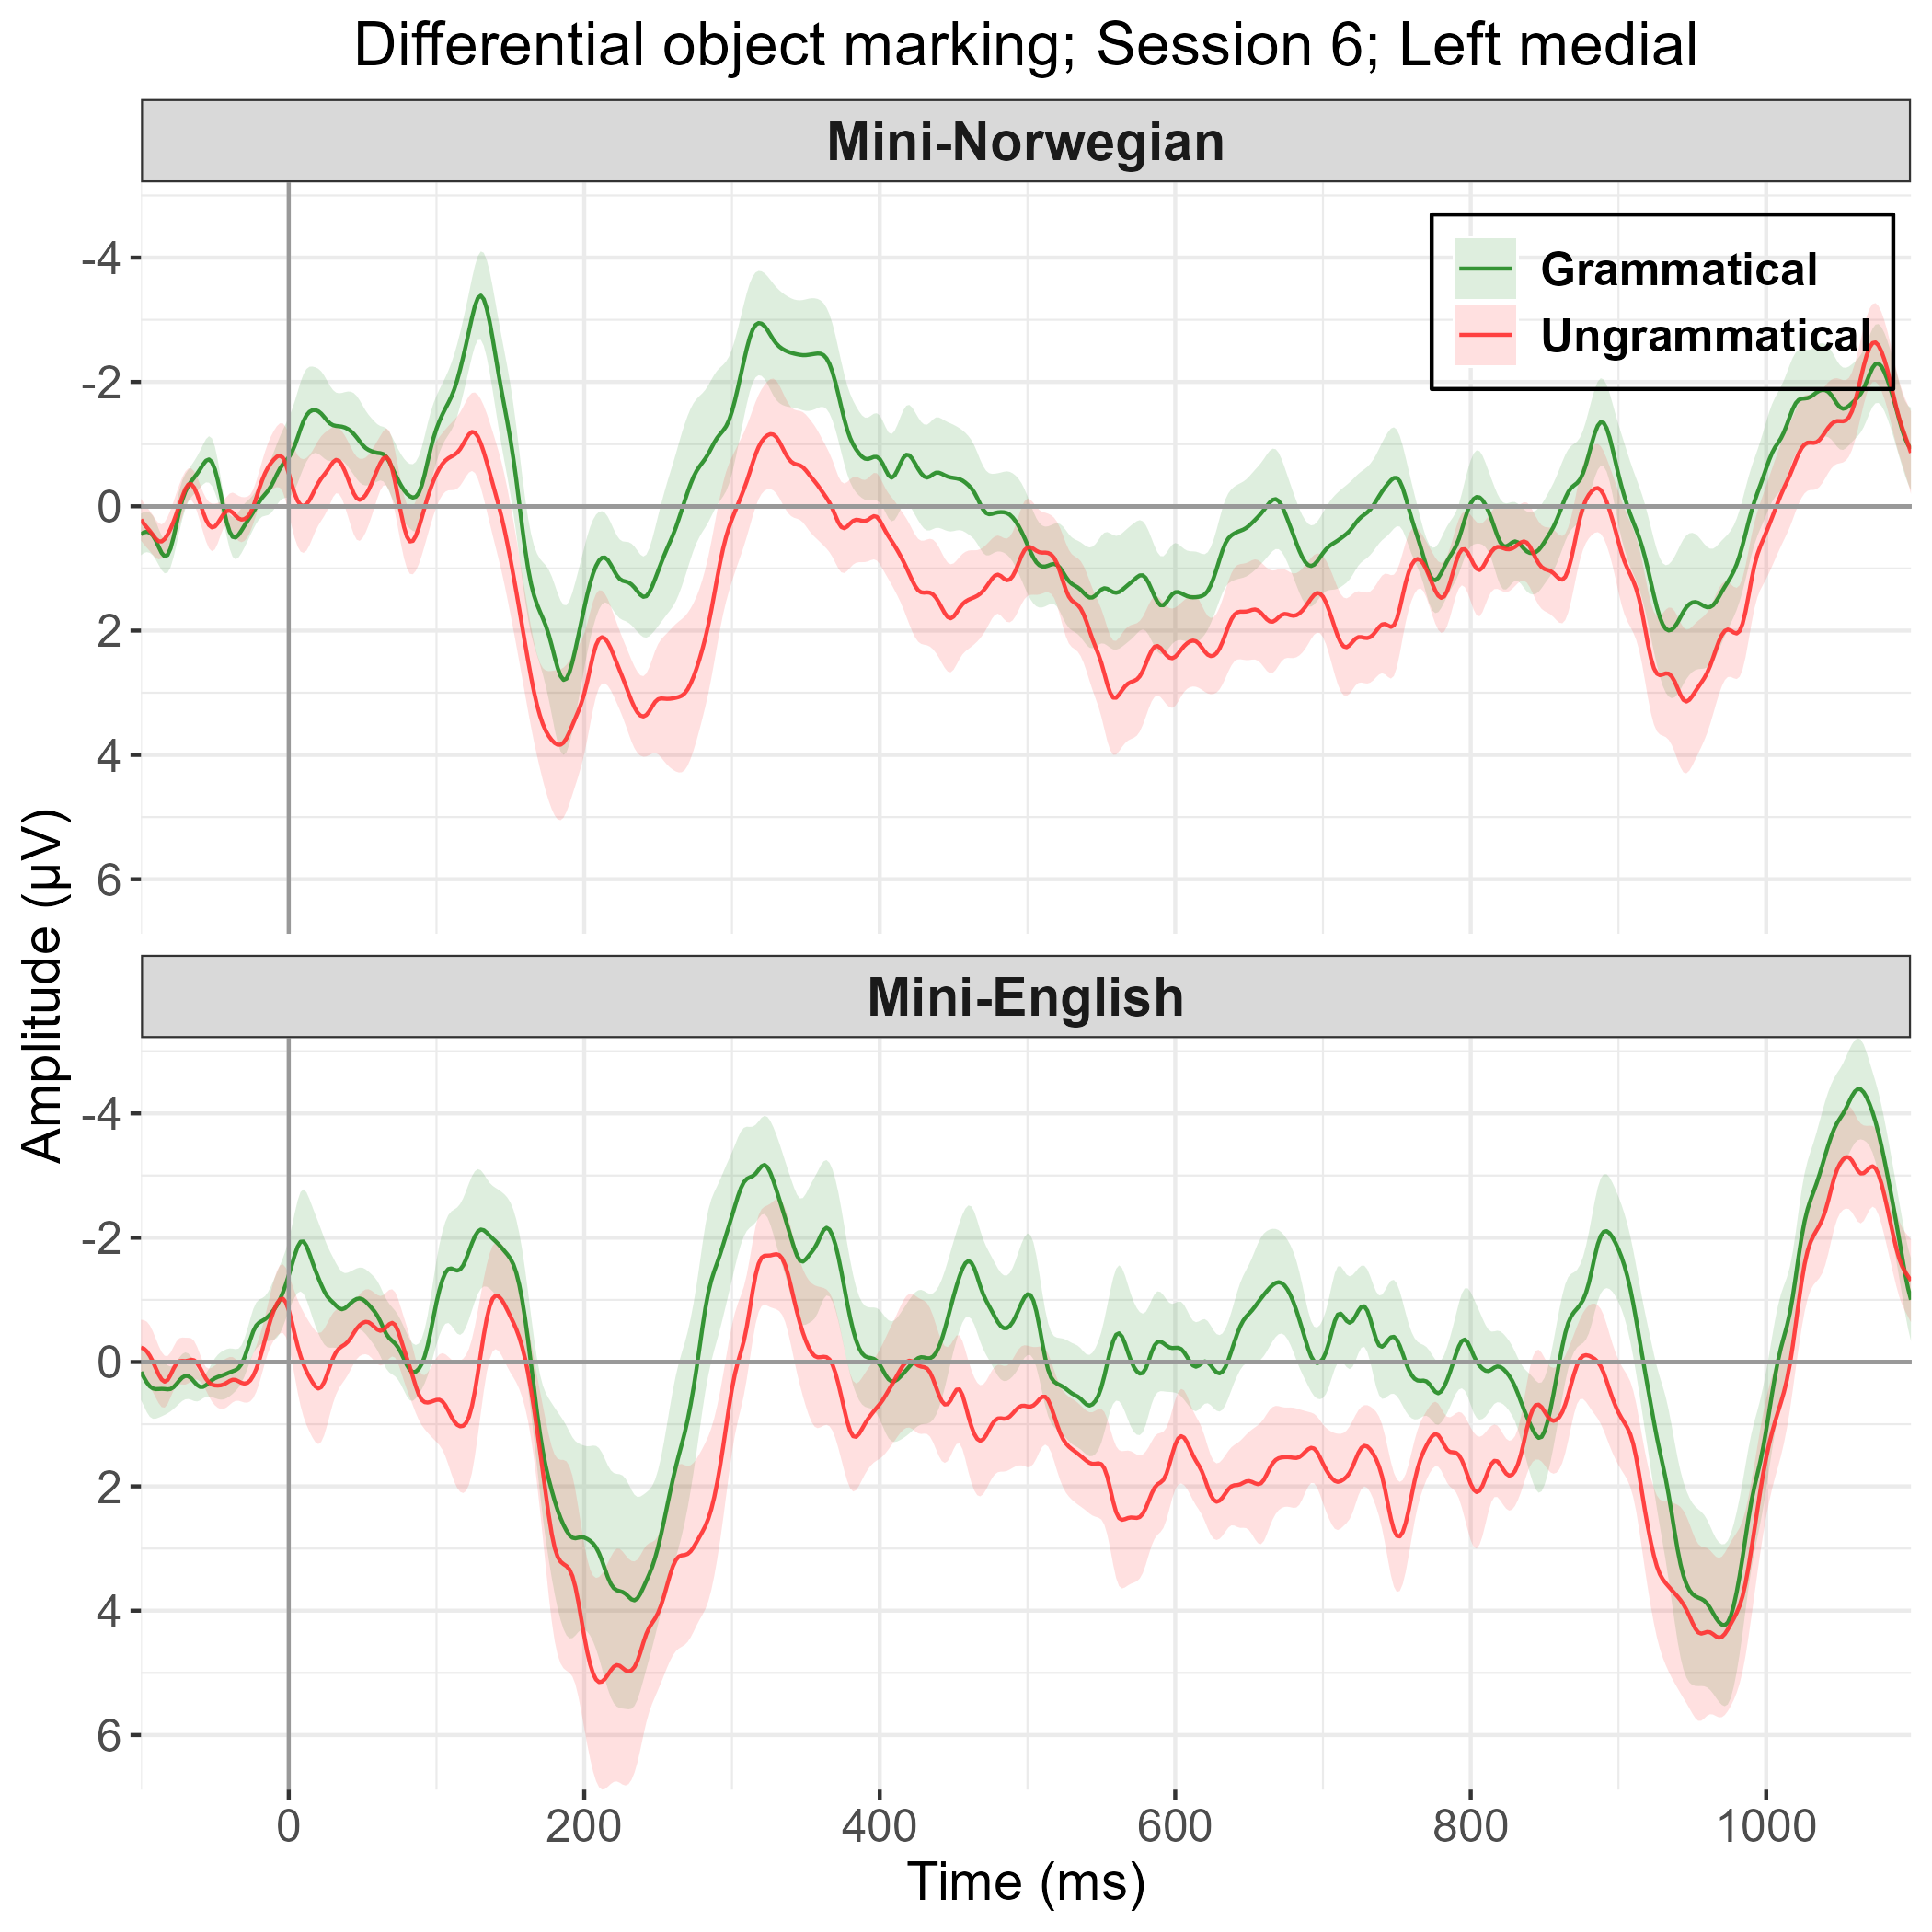 Differential object marking; Session 6; Left medial
Mini-Norwegian
Grammatical
Ungrammatical
-4
-2
0
2
4
6
Amplitude (µV)
Mini-English
-4
-2
0
2
4
6
0 200 400 600 800 1000
Time (ms)